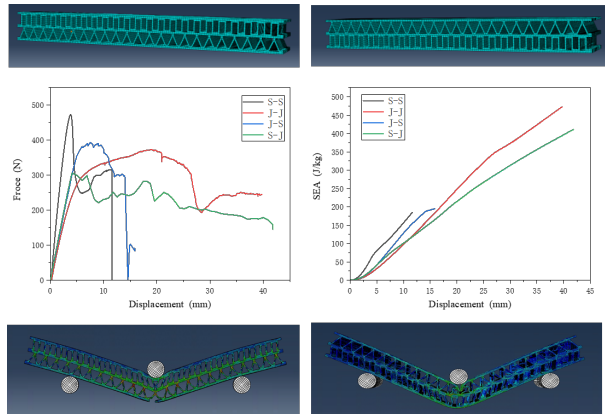 500
450
400
350
300
250
200
150
100
50
0
S-S
J-J
J-S
S-J
Froce (N)
0 10 20 30 40
Displacement (mm)
500
400
300
200
100
0
S-S
J-J
J-S
S-J
SEA (J/kg)
0 5 10 15 20 25 30 35 40 45
Displacement (mm)